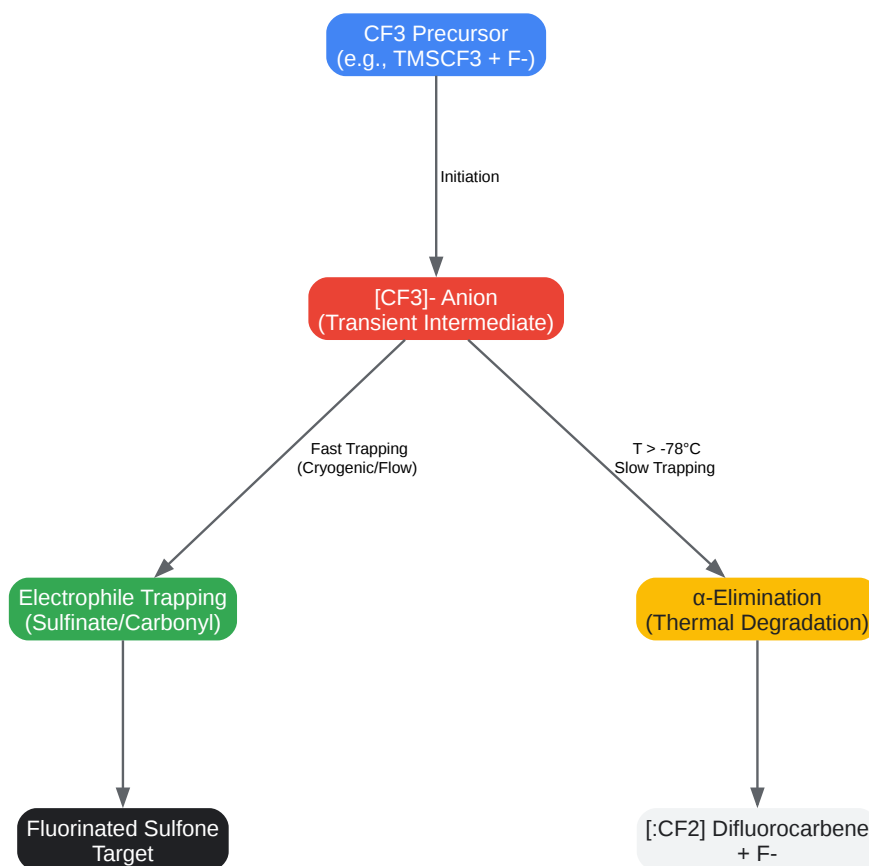 CF3 Precursor
(e.g., TMSCF3 + F-)
Initiation
[CF3]- Anion
(Transient Intermediate)
Fast Trapping
(Cryogenic/Flow)
T > -78°C
Slow Trapping
Electrophile Trapping
(Sulfinate/Carbonyl)
α-Elimination
(Thermal Degradation)
Fluorinated Sulfone
Target
[:CF2] Difluorocarbene
+ F-